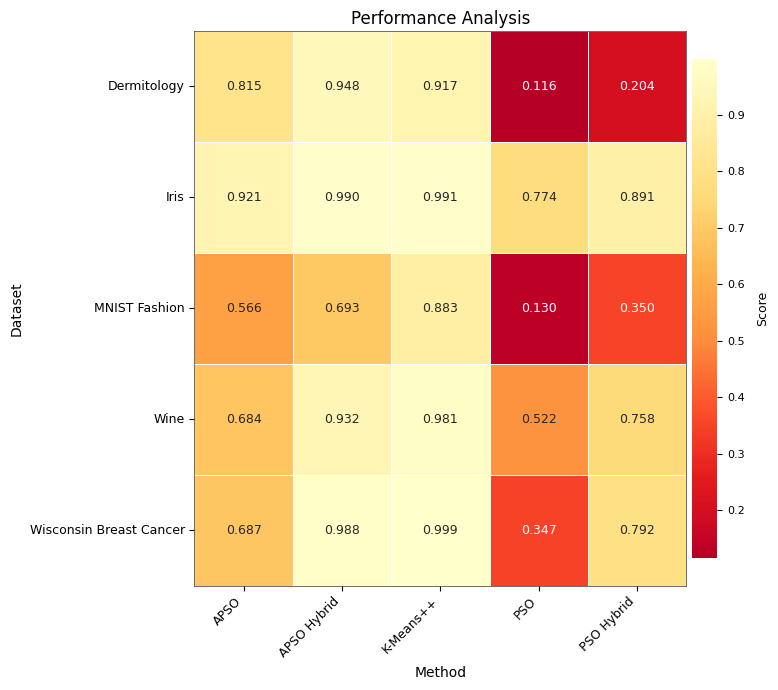 Performance Analysis
Dermitology 0.815 0.948 0.917 0.116 0.204
Iris 0.921 0.990 0.991 0.774 0.891
MNIST Fashion 0.566 0.693 0.883 0.130 0.350
Wine 0.684 0.932 0.981 0.522 0.758
Wisconsin Breast Cancer 0.687 0.988 0.999 0.347 0.792
APSO APSO Hybrid K-Means++ PSO PSO Hybrid
Method
Dataset
0.9
0.8
0.7
0.6
0.5
0.4
0.3
0.2
Score